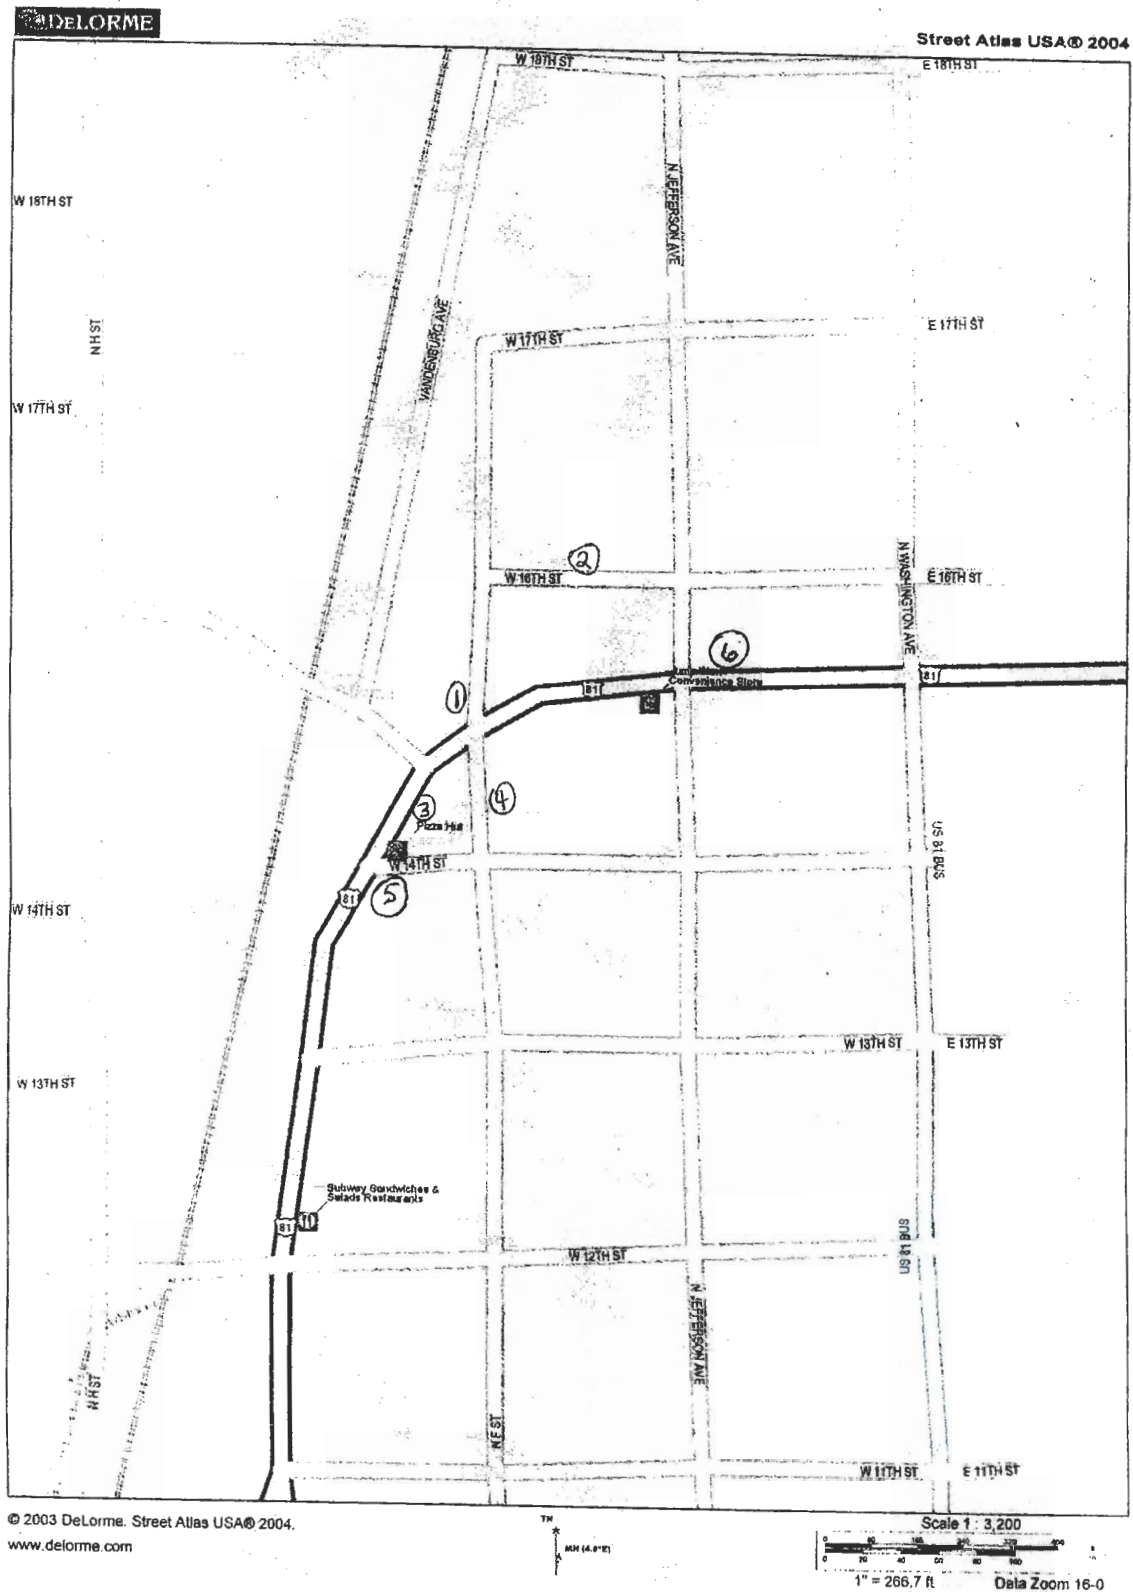 DELORME
Street Atlas USA® 2004
W 19TH ST
E 18TH ST
W 18TH ST
N JEFFERSON AVE
N H ST
VANDENBURG AVE
W 17TH ST
E 17TH ST
W 17TH ST
2
W 16TH ST
N WASHINGTON AVE
E 16TH ST
6
Convenience Store
1
81
81
3
4
Pizza Hut
US 81 BUS
W 14TH ST
5
81
W 14TH ST
W 13TH ST
E 13TH ST
W 13TH ST
Subway Sandwiches &
Salads Restaurants
81
W 12TH ST
US 81 BUS
N JEFFERSON AVE
N H ST
N F ST
W 11TH ST
E 11TH ST
© 2003 DeLorme. Street Atlas USA® 2004.
www.delorme.com
TM
Scale 1 : 3,200
1" = 266.7 ft
Data Zoom 16-0